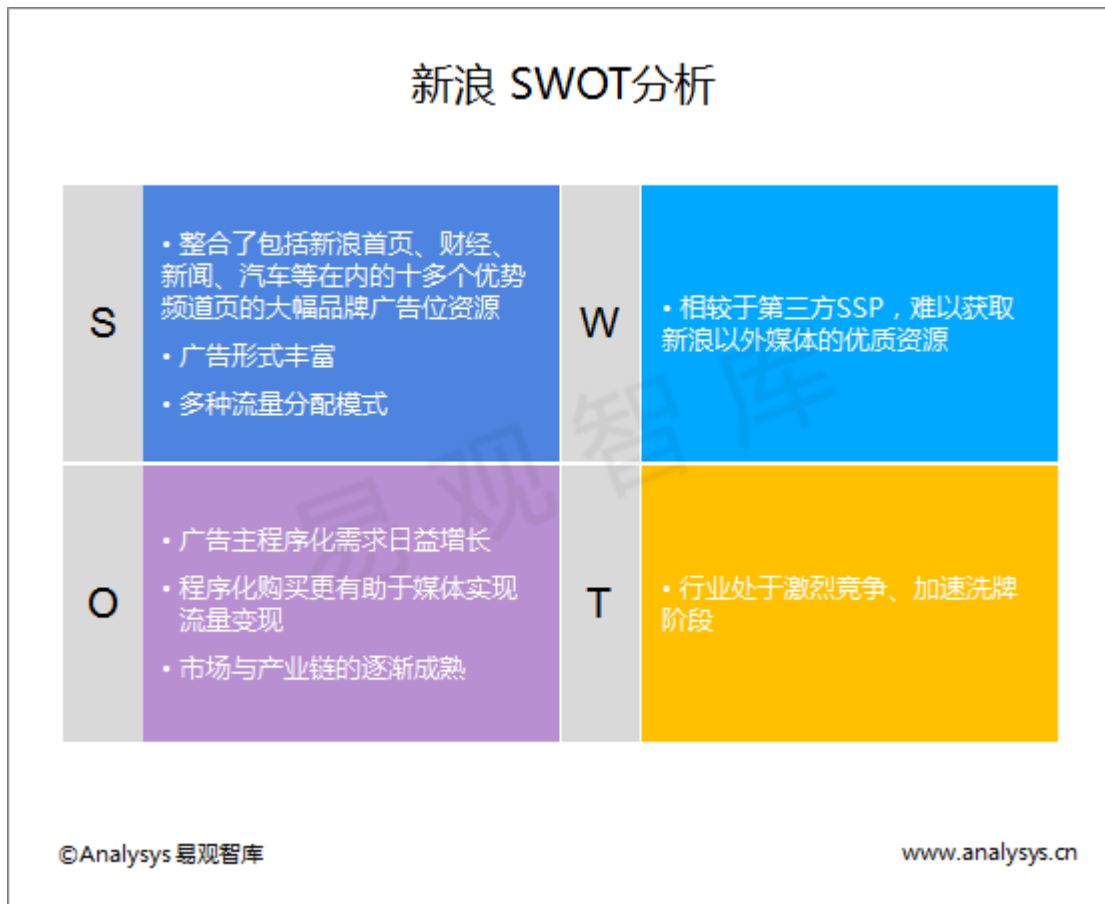 新浪 SWOT分析
S
• 整合了包括新浪首页、财经、
新闻、汽车等在内的十多个优势
频道页的大幅品牌广告位资源
• 广告形式丰富
• 多种流量分配模式
W
• 相较于第三方SSP，难以获取
新浪以外媒体的优质资源
O
• 广告主程序化需求日益增长
• 程序化购买更有助于媒体实现
流量变现
• 市场与产业链的逐渐成熟
T
• 行业处于激烈竞争、加速洗牌
阶段
易观智库
©Analysys 易观智库
www.analysys.cn